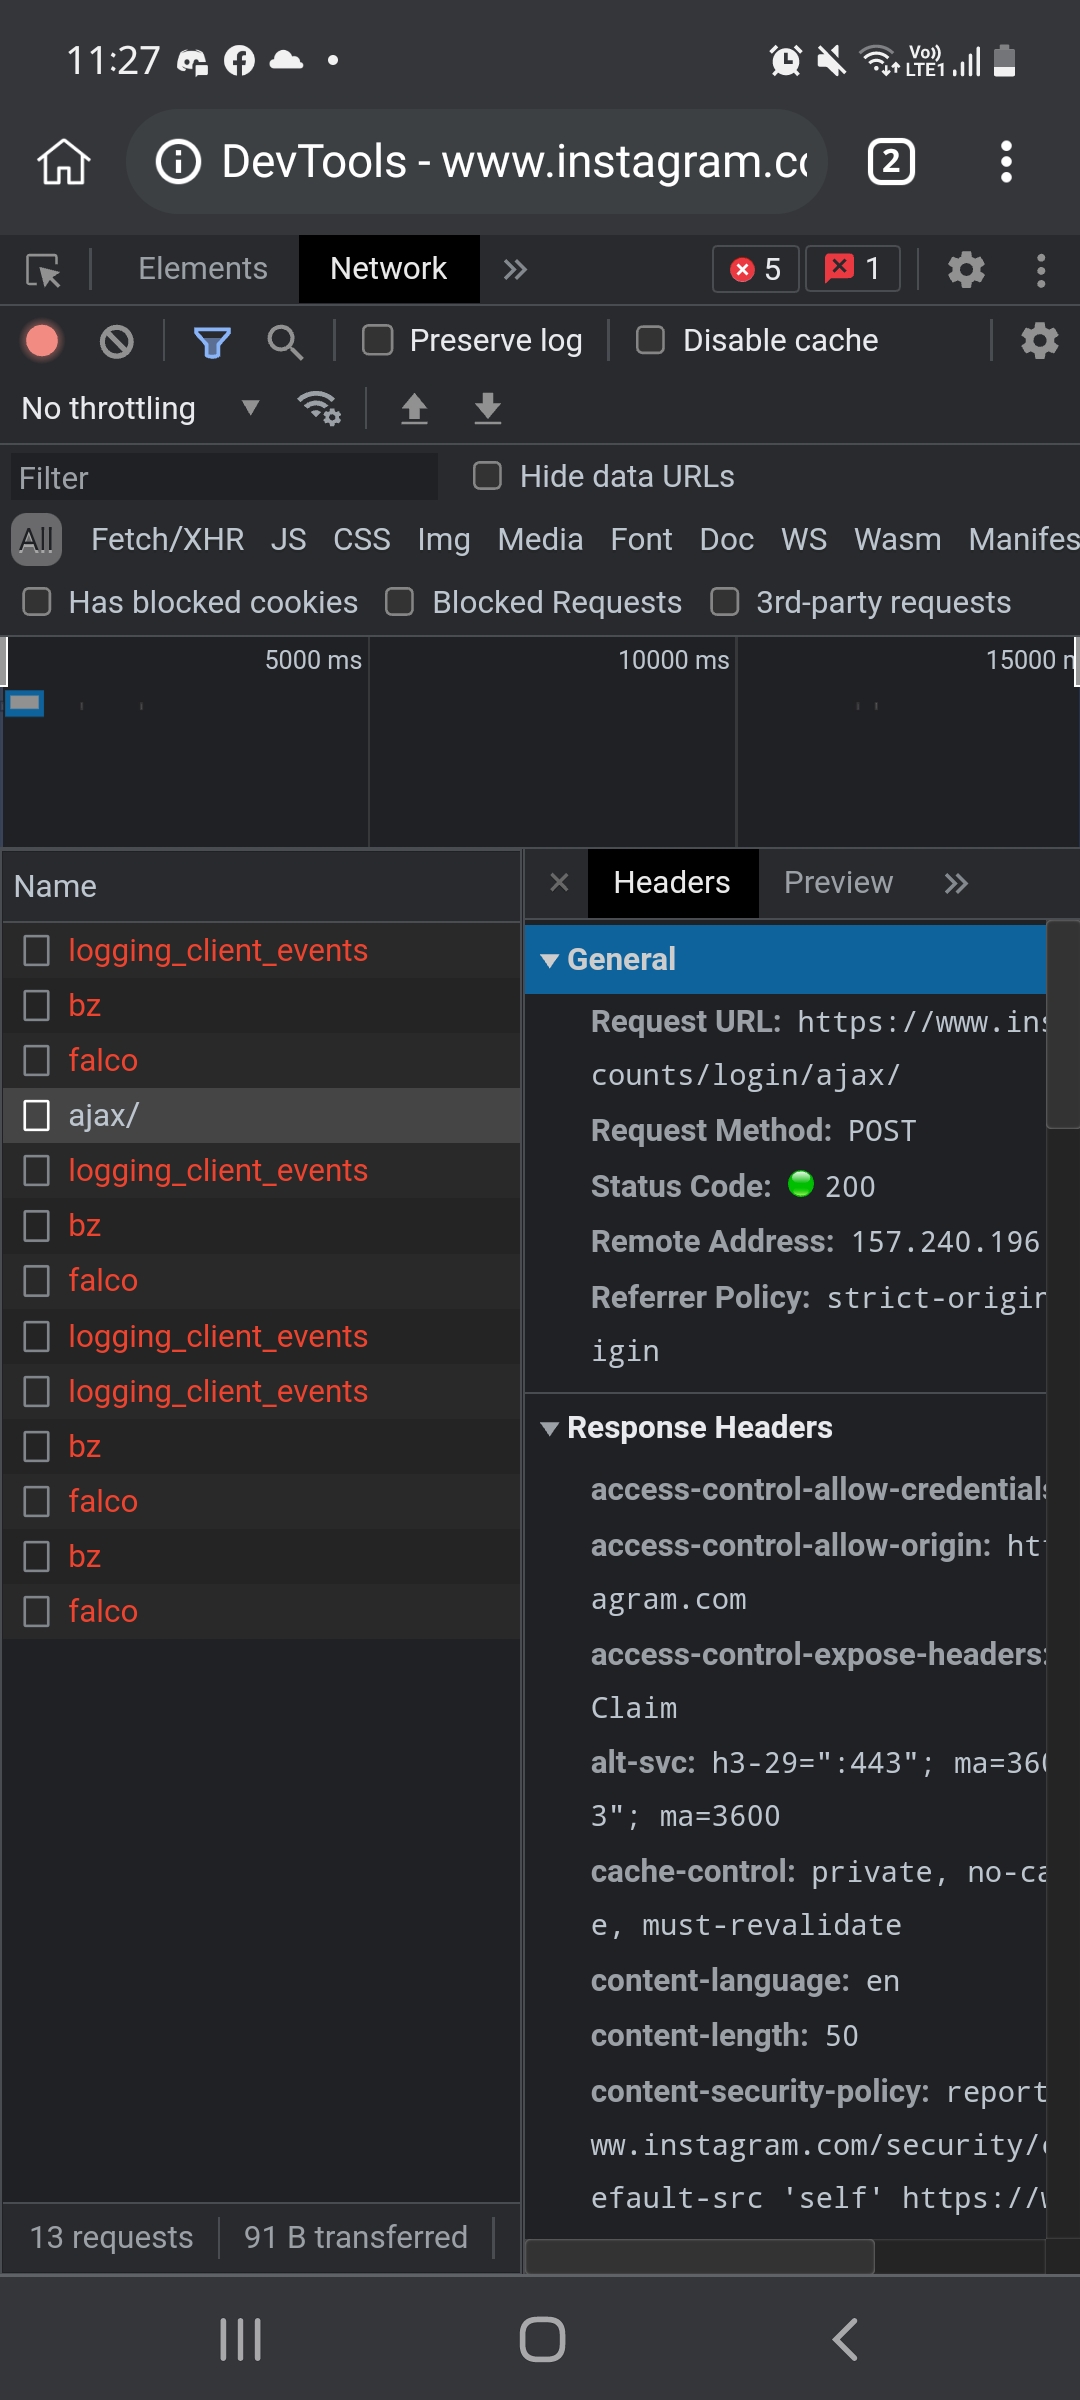 11:27
Vo)) LTE1
DevTools - www.instagram.co
2
Elements Network 5 1
Preserve log Disable cache
No throttling
Filter Hide data URLs
All Fetch/XHR JS CSS Img Media Font Doc WS Wasm Manifes
Has blocked cookies Blocked Requests 3rd-party requests
5000 ms 10000 ms 15000 m
Name
logging_client_events
bz
falco
ajax/
logging_client_events
bz
falco
logging_client_events
logging_client_events
bz
falco
bz
falco
13 requests 91 B transferred
Headers Preview
General
Request URL: https://www.ins
counts/login/ajax/
Request Method: POST
Status Code: 200
Remote Address: 157.240.196
Referrer Policy: strict-origin
igin
Response Headers
access-control-allow-credentials
access-control-allow-origin: htt
agram.com
access-control-expose-headers:
Claim
alt-svc: h3-29=":443"; ma=360
3"; ma=3600
cache-control: private, no-ca
e, must-revalidate
content-language: en
content-length: 50
content-security-policy: report
ww.instagram.com/security/c
efault-src 'self' https://w